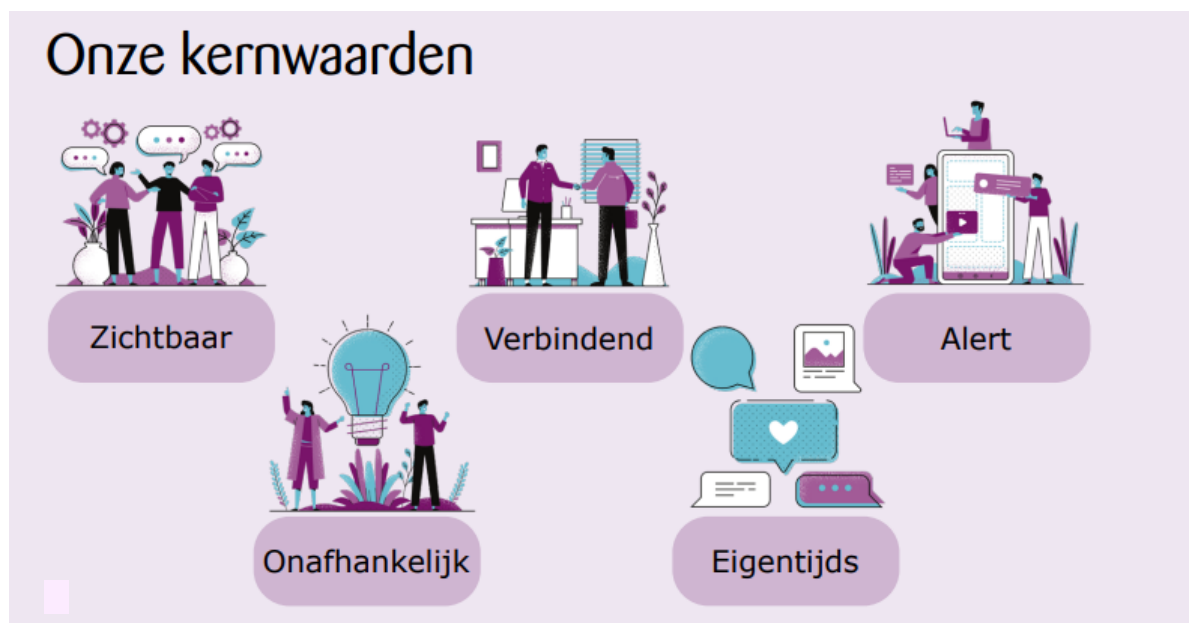 Onze kernwaarden
Zichtbaar
Verbindend
Alert
Onafhankelijk
Eigentijds